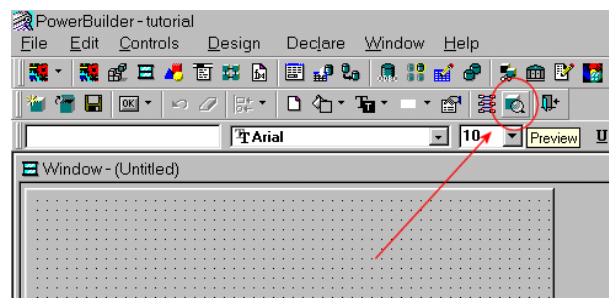 PowerBuilder - tutorial
File Edit Controls Design Declare Window Help
OK
Arial 10 Preview U
Window - (Untitled)